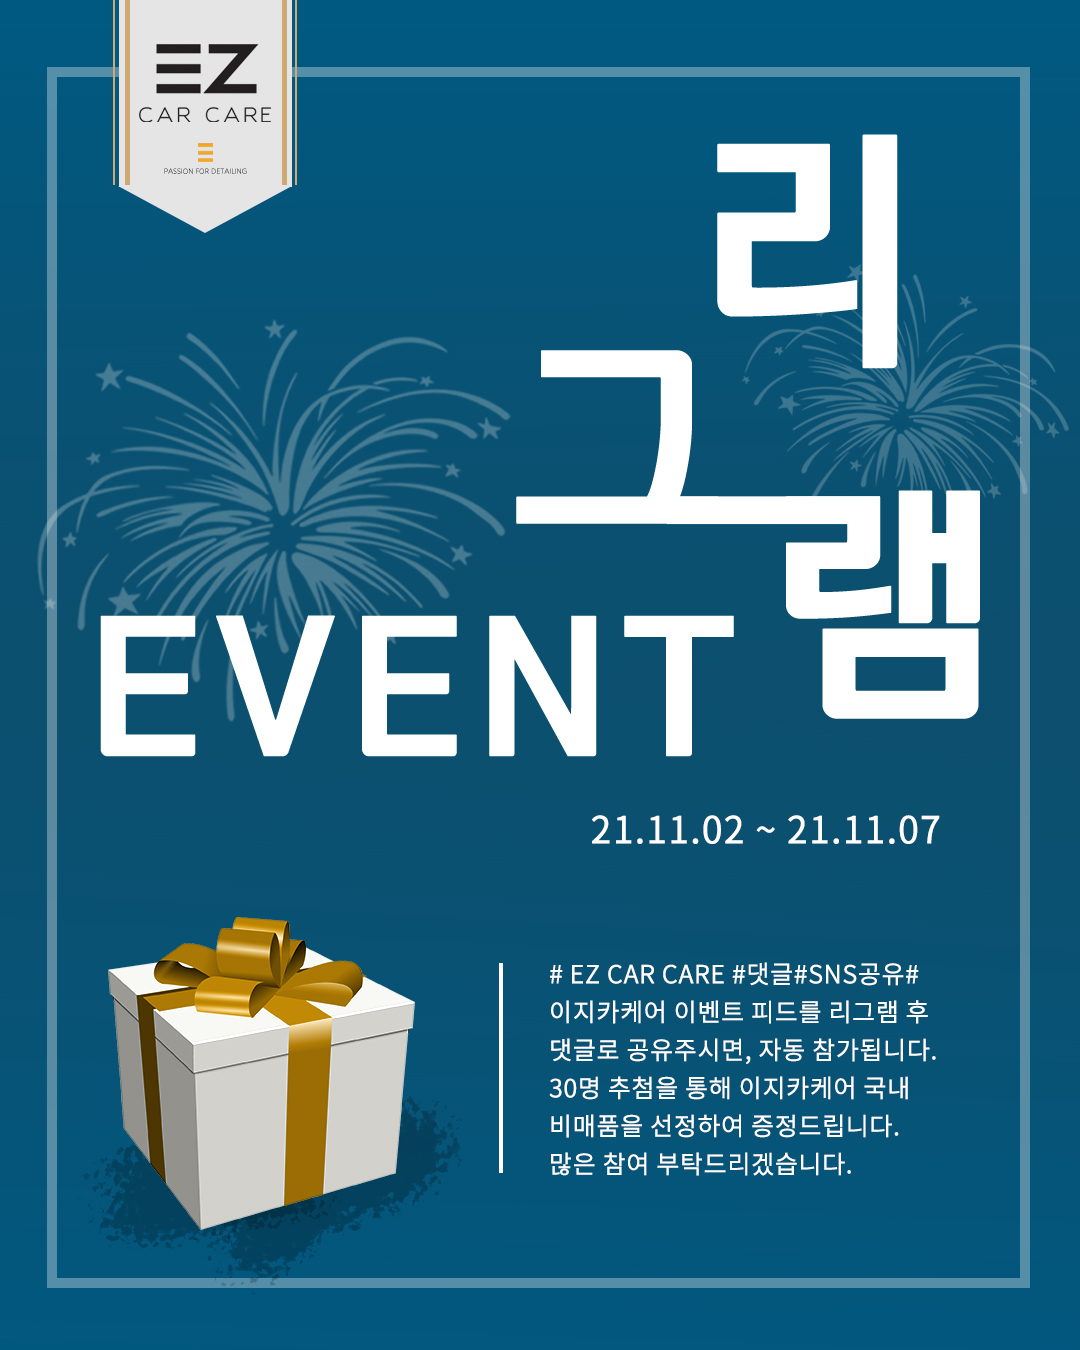 EZ
CAR CARE
PASSION FOR DETAILING
리
그
램
EVENT
21.11.02 ~ 21.11.07
# EZ CAR CARE #댓글#SNS공유#
이지카케어 이벤트 피드를 리그램 후
댓글로 공유주시면, 자동 참가됩니다.
30명 추첨을 통해 이지카케어 국내
비매품을 선정하여 증정드립니다.
많은 참여 부탁드리겠습니다.